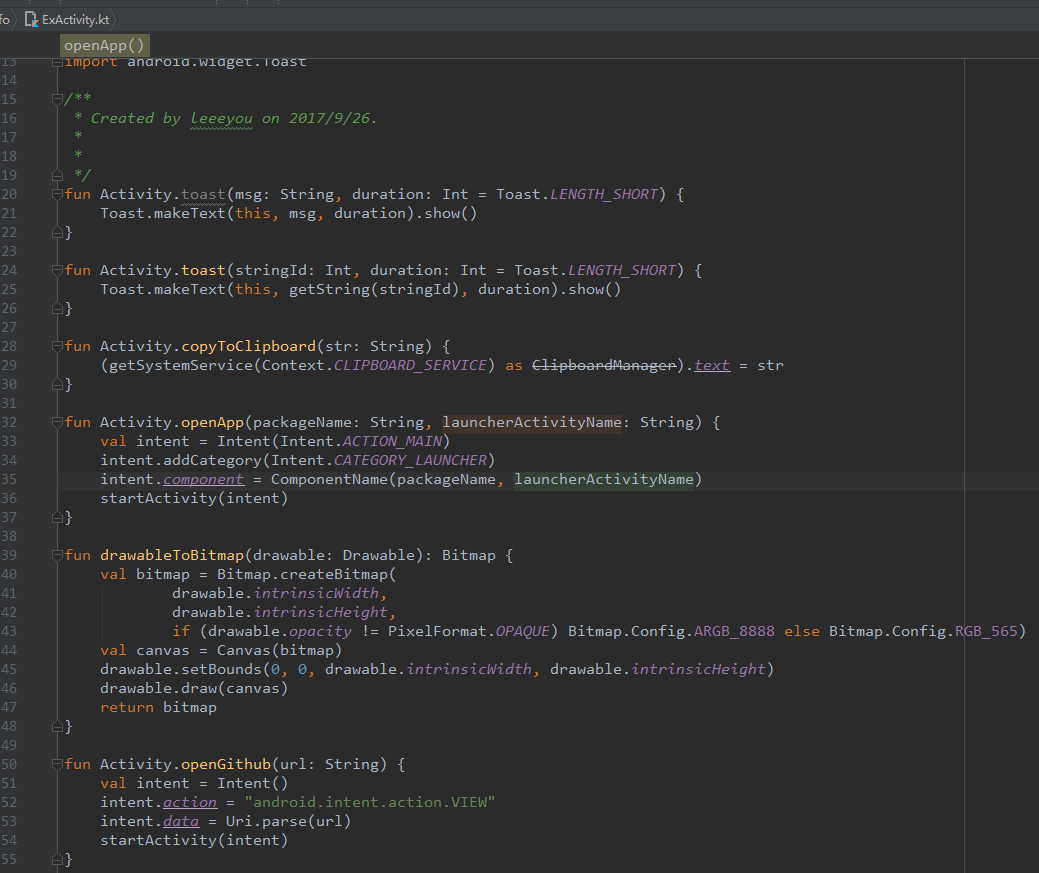 fo ExActivity.kt
openApp()
13 import android.widget.Toast
14
15 /**
16  * Created by leeeyou on 2017/9/26.
17  *
18  *
19  */
20 fun Activity.toast(msg: String, duration: Int = Toast.LENGTH_SHORT) {
21     Toast.makeText(this, msg, duration).show()
22 }
23
24 fun Activity.toast(stringId: Int, duration: Int = Toast.LENGTH_SHORT) {
25     Toast.makeText(this, getString(stringId), duration).show()
26 }
27
28 fun Activity.copyToClipboard(str: String) {
29     (getSystemService(Context.CLIPBOARD_SERVICE) as ClipboardManager).text = str
30 }
31
32 fun Activity.openApp(packageName: String, launcherActivityName: String) {
33     val intent = Intent(Intent.ACTION_MAIN)
34     intent.addCategory(Intent.CATEGORY_LAUNCHER)
35     intent.component = ComponentName(packageName, launcherActivityName)
36     startActivity(intent)
37 }
38
39 fun drawableToBitmap(drawable: Drawable): Bitmap {
40     val bitmap = Bitmap.createBitmap(
41             drawable.intrinsicWidth,
42             drawable.intrinsicHeight,
43             if (drawable.opacity != PixelFormat.OPAQUE) Bitmap.Config.ARGB_8888 else Bitmap.Config.RGB_565)
44     val canvas = Canvas(bitmap)
45     drawable.setBounds(0, 0, drawable.intrinsicWidth, drawable.intrinsicHeight)
46     drawable.draw(canvas)
47     return bitmap
48 }
49
50 fun Activity.openGithub(url: String) {
51     val intent = Intent()
52     intent.action = "android.intent.action.VIEW"
53     intent.data = Uri.parse(url)
54     startActivity(intent)
55 }